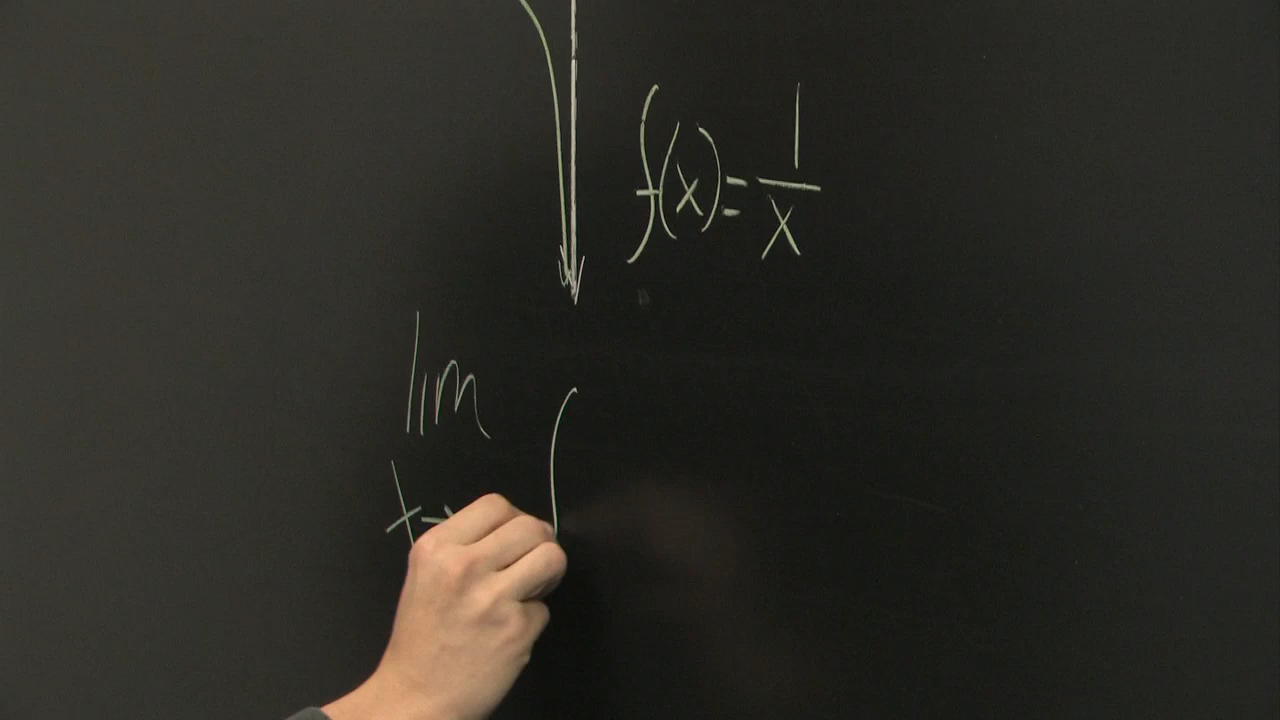 f(x) = 1/x
lim ∫
t→